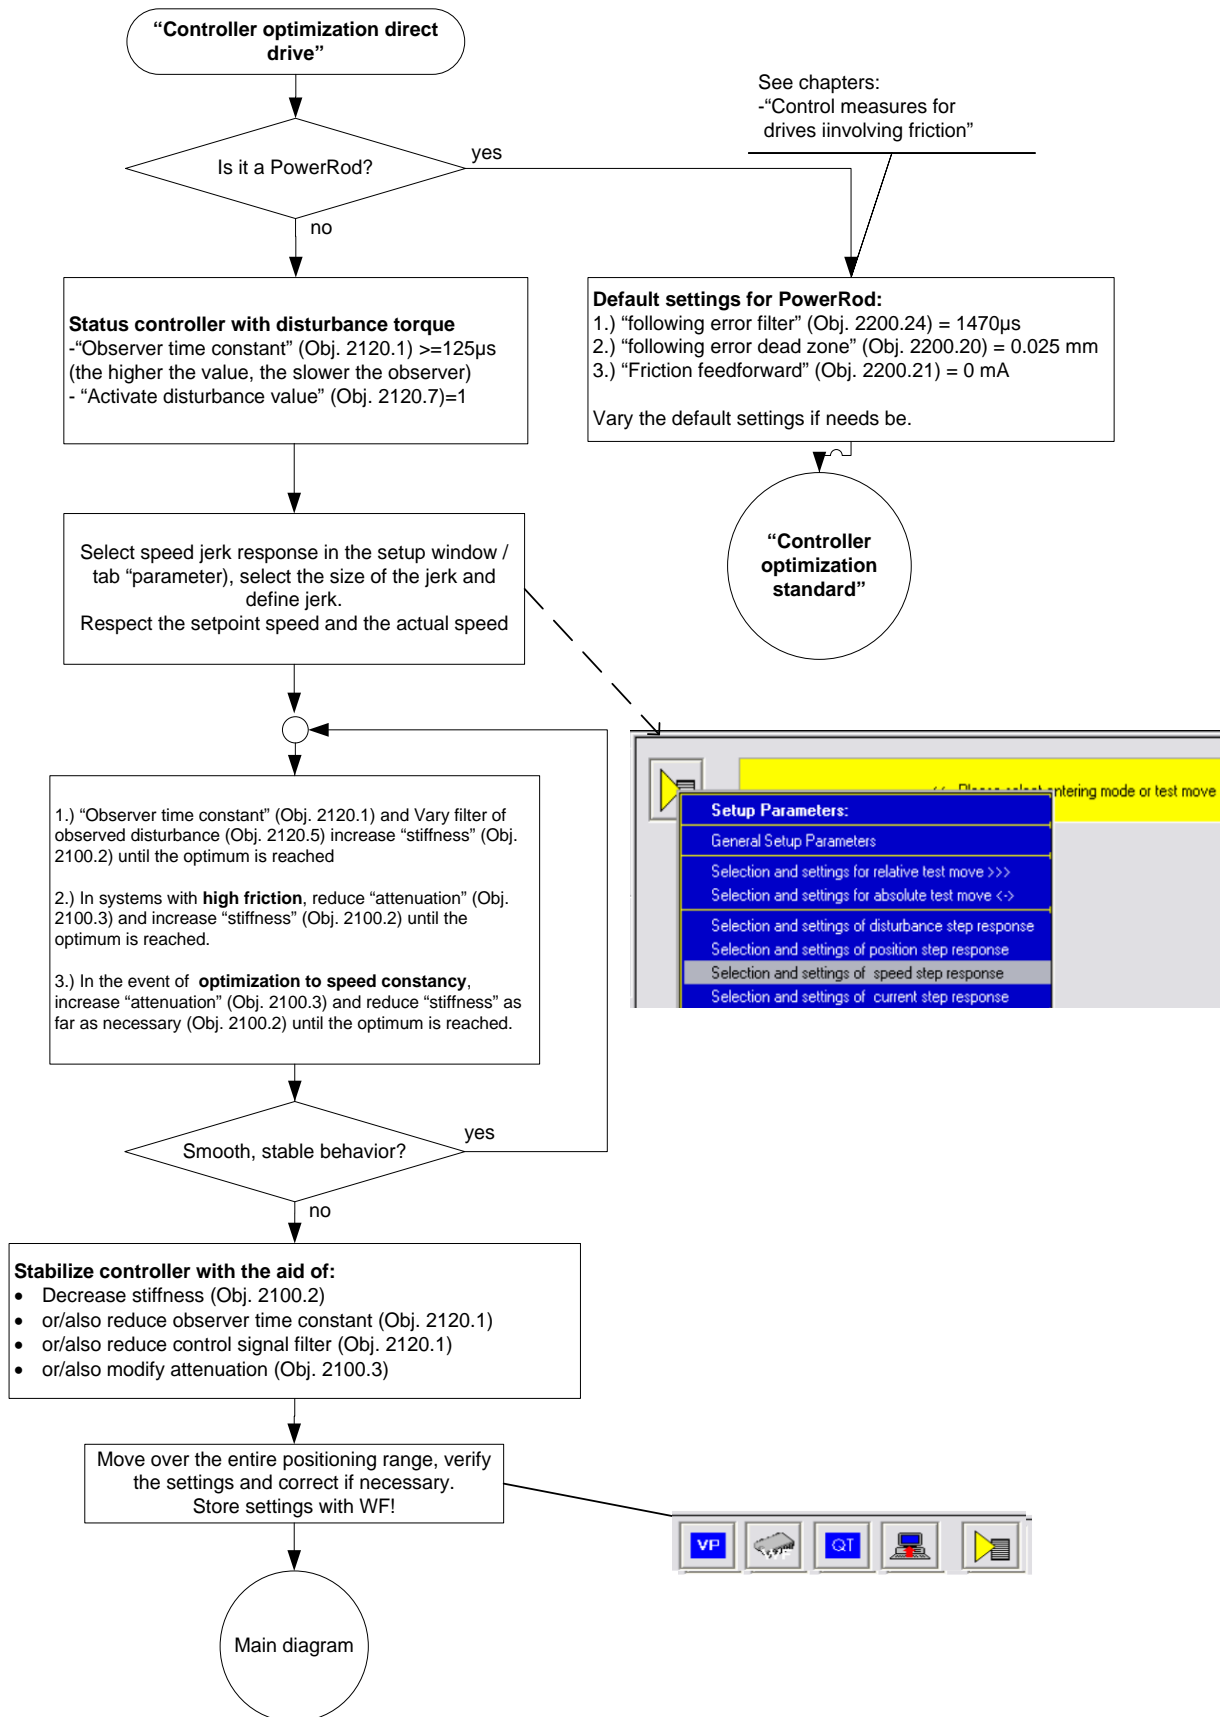 “Controller optimization direct
drive”
See chapters:
-“Control measures for
drives iinvolving friction”
Is it a PowerRod?
yes
no
Status controller with disturbance torque
-“Observer time constant” (Obj. 2120.1) >=125µs
(the higher the value, the slower the observer)
- “Activate disturbance value” (Obj. 2120.7)=1
Default settings for PowerRod:
1.) “following error filter” (Obj. 2200.24) = 1470µs
2.) “following error dead zone” (Obj. 2200.20) = 0.025 mm
3.) “Friction feedforward” (Obj. 2200.21) = 0 mA
Vary the default settings if needs be.
“Controller
optimization
standard”
Select speed jerk response in the setup window /
tab “parameter), select the size of the jerk and
define jerk.
Respect the setpoint speed and the actual speed
entering mode or test move
Setup Parameters:
General Setup Parameters
Selection and settings for relative test move >>>
Selection and settings for absolute test move <->
Selection and settings of disturbance step response
Selection and settings of position step response
Selection and settings of speed step response
Selection and settings of current step response
1.) “Observer time constant” (Obj. 2120.1) and Vary filter of
observed disturbance (Obj. 2120.5) increase “stiffness” (Obj.
2100.2) until the optimum is reached
2.) In systems with high friction, reduce “attenuation” (Obj.
2100.3) and increase “stiffness” (Obj. 2100.2) until the
optimum is reached.
3.) In the event of optimization to speed constancy,
increase “attenuation” (Obj. 2100.3) and reduce “stiffness” as
far as necessary (Obj. 2100.2) until the optimum is reached.
Smooth, stable behavior?
yes
no
Stabilize controller with the aid of:
• Decrease stiffness (Obj. 2100.2)
• or/also reduce observer time constant (Obj. 2120.1)
• or/also reduce control signal filter (Obj. 2120.1)
• or/also modify attenuation (Obj. 2100.3)
Move over the entire positioning range, verify
the settings and correct if necessary.
Store settings with WF!
VP
QT
Main diagram